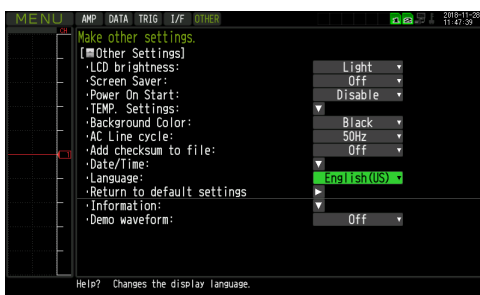 MENU AMP DATA TRIG I/F OTHER 2018-11-28
11:47:39
CH
Make other settings.
[Other Settings]
·LCD brightness: Light
·Screen Saver: Off
·Power On Start: Disable
·TEMP. Settings:
·Background Color: Black
·AC Line cycle: 50Hz
·Add checksum to file: Off
·Date/Time:
·Language: English(US)
·Return to default settings
·Information:
·Demo waveform: Off
Help? Changes the display language.